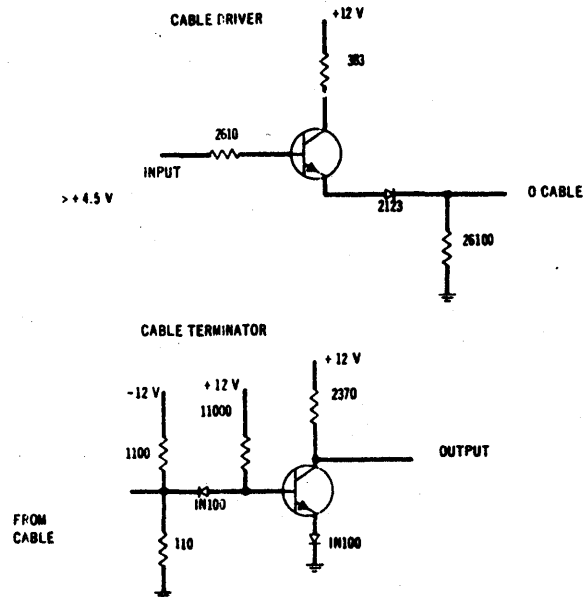 CABLE DRIVER
+12 V
383
2610
INPUT
> + 4.5 V
2123
O CABLE
26100
CABLE TERMINATOR
-12 V
+ 12 V
11000
+ 12 V
2370
1100
OUTPUT
IN100
FROM
CABLE
110
IN100